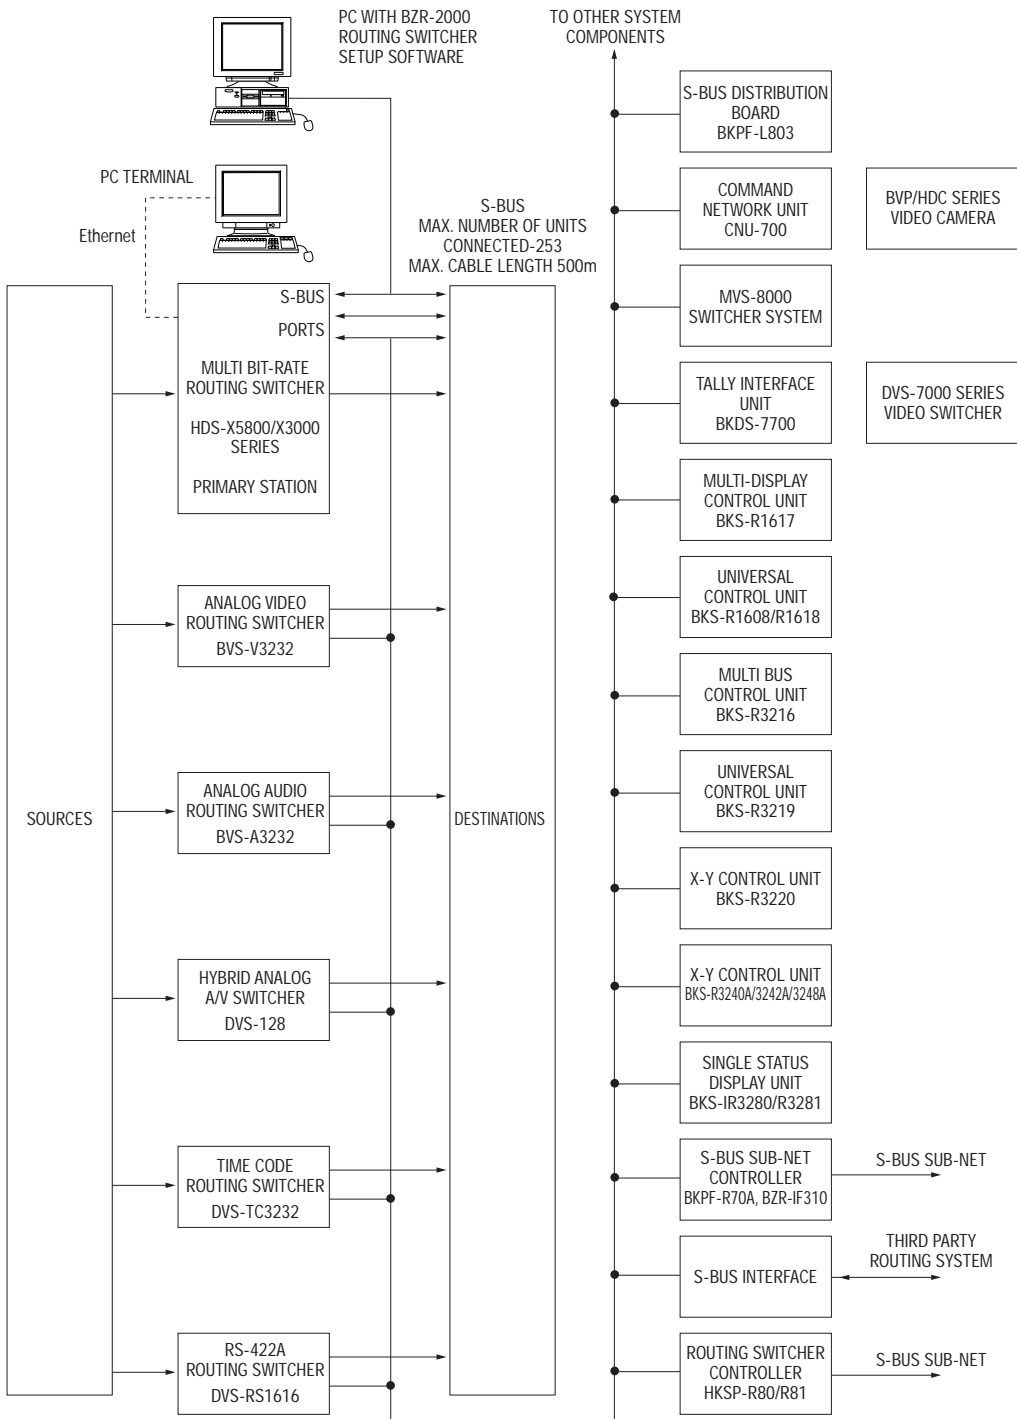 PC WITH BZR-2000
ROUTING SWITCHER
SETUP SOFTWARE
TO OTHER SYSTEM
COMPONENTS
PC TERMINAL
Ethernet
S-BUS
MAX. NUMBER OF UNITS
CONNECTED-253
MAX. CABLE LENGTH 500m
SOURCES
S-BUS
PORTS
MULTI BIT-RATE
ROUTING SWITCHER
HDS-X5800/X3000
SERIES
PRIMARY STATION
ANALOG VIDEO
ROUTING SWITCHER
BVS-V3232
ANALOG AUDIO
ROUTING SWITCHER
BVS-A3232
HYBRID ANALOG
A/V SWITCHER
DVS-128
TIME CODE
ROUTING SWITCHER
DVS-TC3232
RS-422A
ROUTING SWITCHER
DVS-RS1616
DESTINATIONS
S-BUS DISTRIBUTION
BOARD
BKPF-L803
COMMAND
NETWORK UNIT
CNU-700
BVP/HDC SERIES
VIDEO CAMERA
MVS-8000
SWITCHER SYSTEM
TALLY INTERFACE
UNIT
BKDS-7700
DVS-7000 SERIES
VIDEO SWITCHER
MULTI-DISPLAY
CONTROL UNIT
BKS-R1617
UNIVERSAL
CONTROL UNIT
BKS-R1608/R1618
MULTI BUS
CONTROL UNIT
BKS-R3216
UNIVERSAL
CONTROL UNIT
BKS-R3219
X-Y CONTROL UNIT
BKS-R3220
X-Y CONTROL UNIT
BKS-R3240A/3242A/3248A
SINGLE STATUS
DISPLAY UNIT
BKS-IR3280/R3281
S-BUS SUB-NET
CONTROLLER
BKPF-R70A, BZR-IF310
S-BUS SUB-NET
S-BUS INTERFACE
THIRD PARTY
ROUTING SYSTEM
ROUTING SWITCHER
CONTROLLER
HKSP-R80/R81
S-BUS SUB-NET